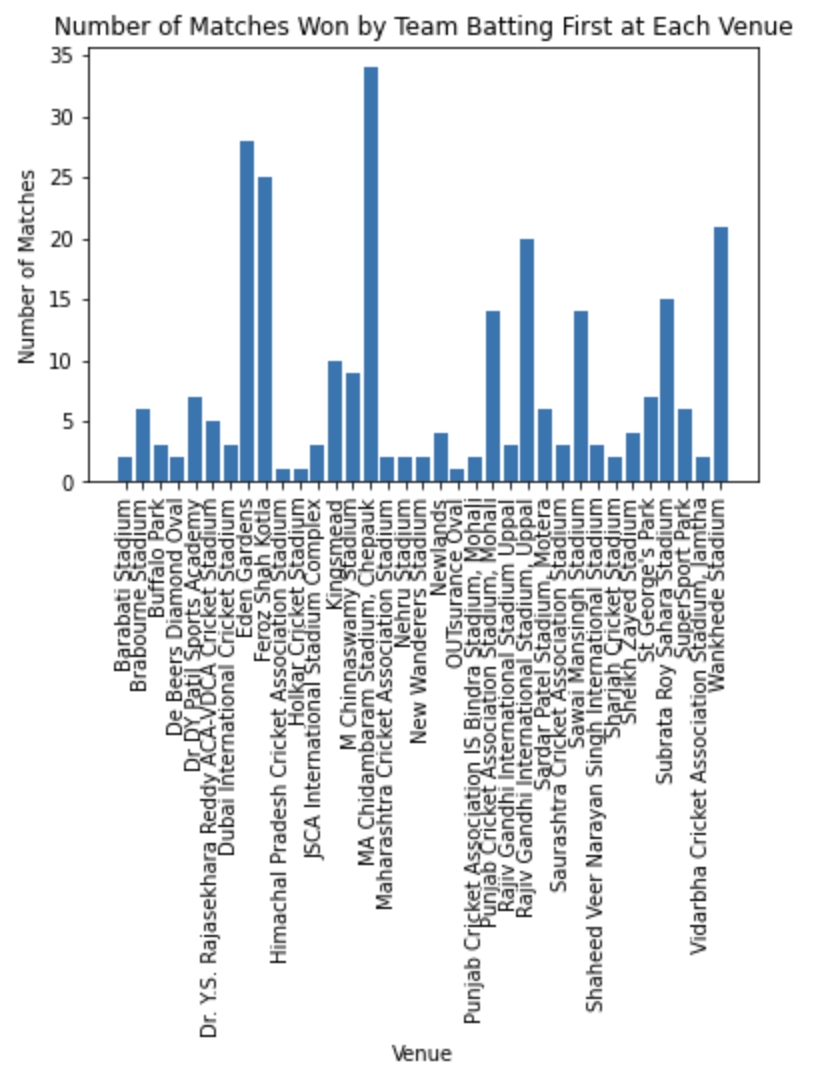 Number of Matches Won by Team Batting First at Each Venue
35
30
25
20
15
10
5
0
Number of Matches
Barabati Stadium
Brabourne Stadium
Buffalo Park
De Beers Diamond Oval
Dr DY Patil Sports Academy
Dr. Y.S. Rajasekhara Reddy ACA-VDCA Cricket Stadium
Dubai International Cricket Stadium
Eden Gardens
Feroz Shah Kotla
Himachal Pradesh Cricket Association Stadium
Holkar Cricket Stadium
JSCA International Stadium Complex
Kingsmead
M Chinnaswamy Stadium
MA Chidambaram Stadium, Chepauk
Maharashtra Cricket Association Stadium
Nehru Stadium
New Wanderers Stadium
Newlands
OUTsurance Oval
Punjab Cricket Association IS Bindra Stadium, Mohali
Punjab Cricket Association Stadium, Mohali
Rajiv Gandhi International Stadium Uppal
Rajiv Gandhi International Stadium, Uppal
Sardar Patel Stadium, Motera
Saurashtra Cricket Association Stadium
Sawai Mansingh Stadium
Shaheed Veer Narayan Singh International Stadium
Sharjah Cricket Stadium
Sheikh Zayed Stadium
St George's Park
Subrata Roy Sahara Stadium
SuperSport Park
Vidarbha Cricket Association Stadium, Jamtha
Wankhede Stadium
Venue